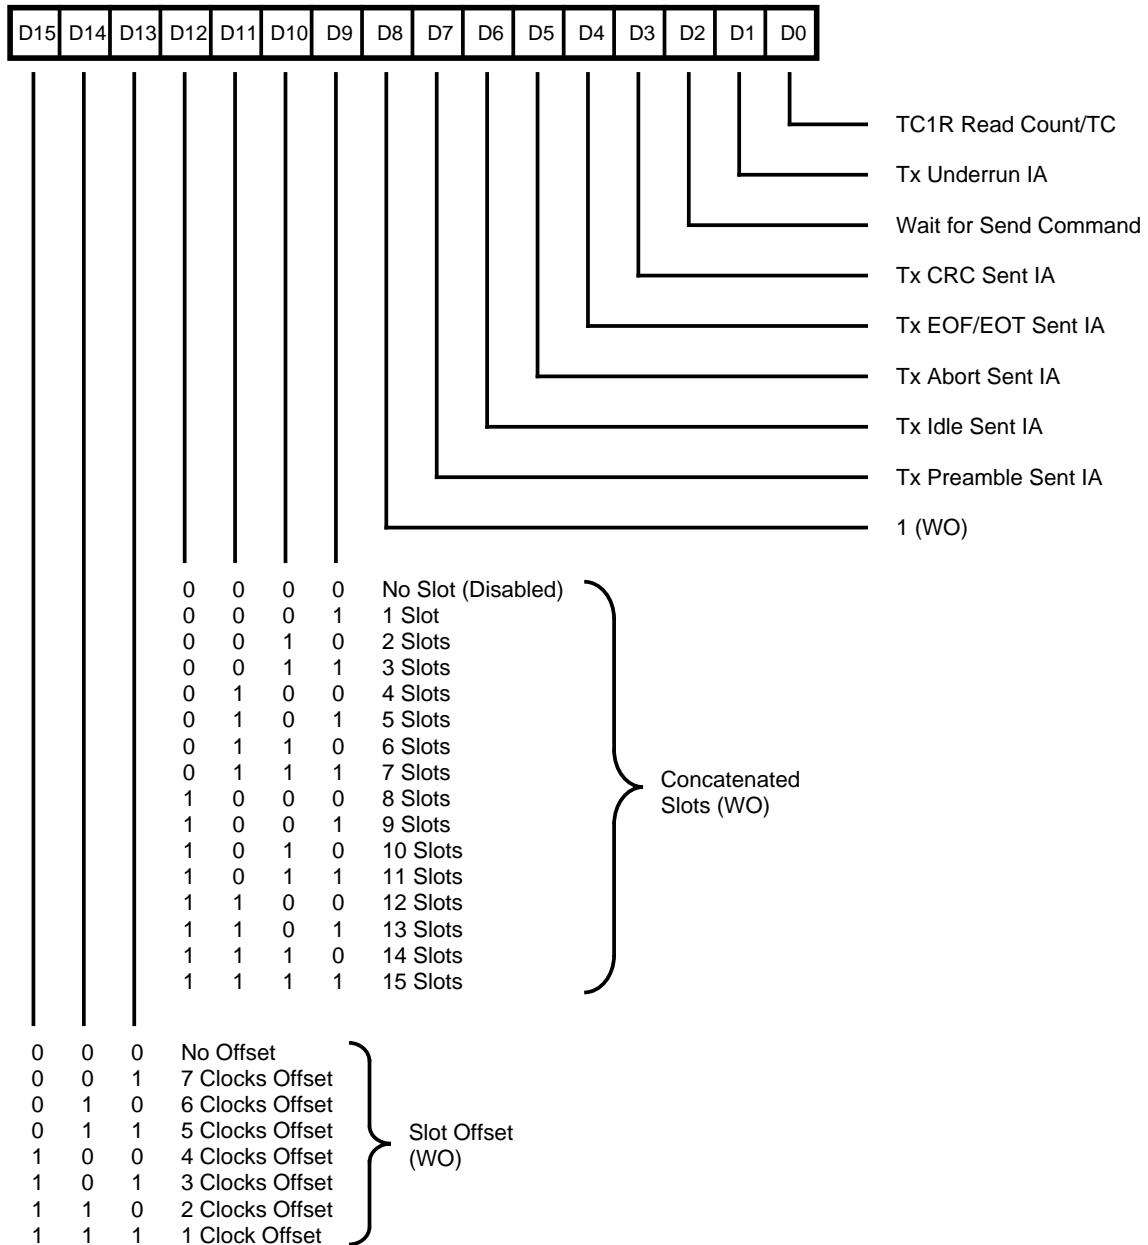 D15 D14 D13 D12 D11 D10 D9 D8 D7 D6 D5 D4 D3 D2 D1 D0
TC1R Read Count/TC
Tx Underrun IA
Wait for Send Command
Tx CRC Sent IA
Tx EOF/EOT Sent IA
Tx Abort Sent IA
Tx Idle Sent IA
Tx Preamble Sent IA
1 (WO)
0 0 0 0 No Slot (Disabled)
0 0 0 1 1 Slot
0 0 1 0 2 Slots
0 0 1 1 3 Slots
0 1 0 0 4 Slots
0 1 0 1 5 Slots
0 1 1 0 6 Slots
0 1 1 1 7 Slots
1 0 0 0 8 Slots
1 0 0 1 9 Slots
1 0 1 0 10 Slots
1 0 1 1 11 Slots
1 1 0 0 12 Slots
1 1 0 1 13 Slots
1 1 1 0 14 Slots
1 1 1 1 15 Slots
Concatenated
Slots (WO)
0 0 0 No Offset
0 0 1 7 Clocks Offset
0 1 0 6 Clocks Offset
0 1 1 5 Clocks Offset
1 0 0 4 Clocks Offset
1 0 1 3 Clocks Offset
1 1 0 2 Clocks Offset
1 1 1 1 Clock Offset
Slot Offset
(WO)